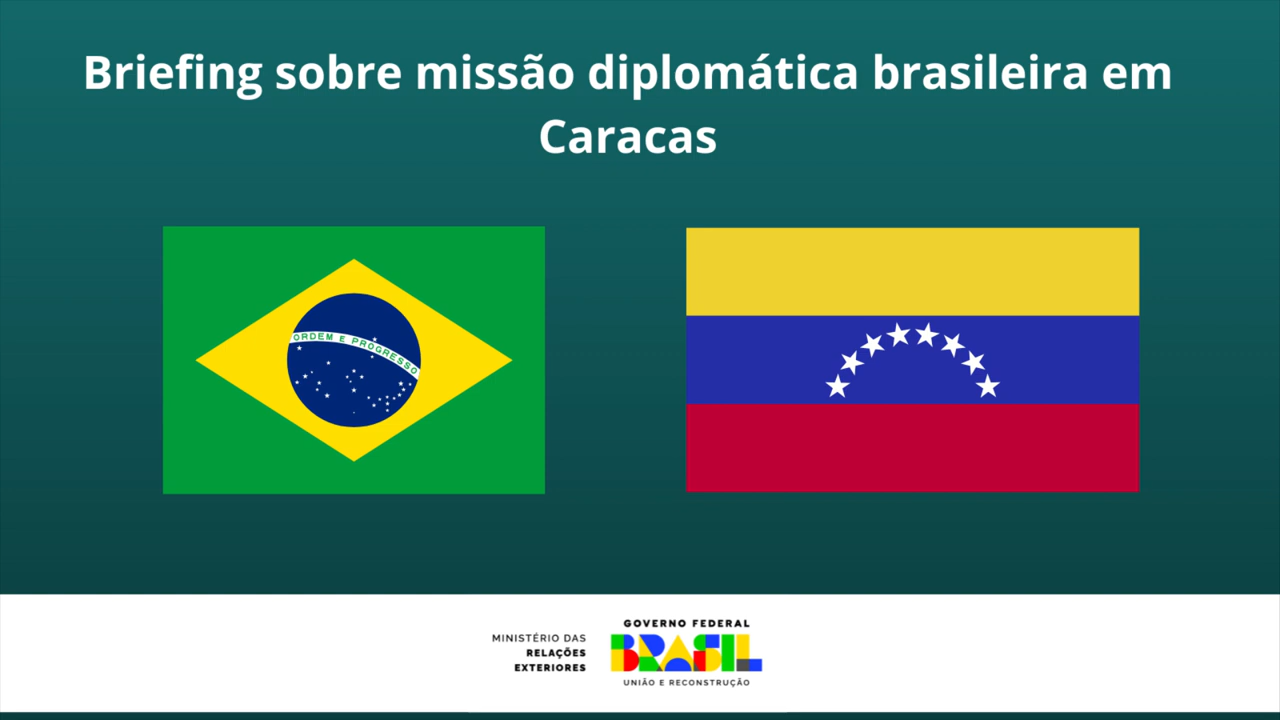 Briefing sobre missão diplomática brasileira em
Caracas
ORDEM E PROGRESSO
MINISTÉRIO DAS
RELAÇÕES
EXTERIORES
GOVERNO FEDERAL
BRASIL
UNIÃO E RECONSTRUÇÃO